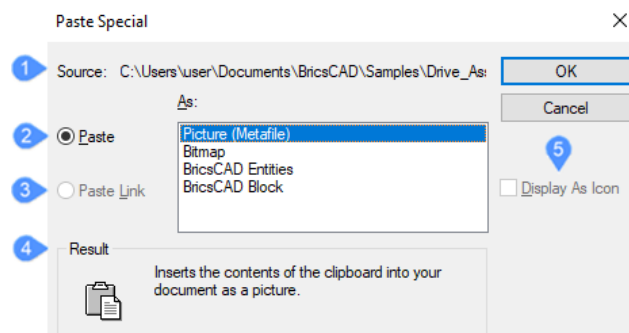 Paste Special
1 Source: C:\Users\user\Documents\BricsCAD\Samples\Drive_As
OK
As:
Cancel
2 Paste
Picture (Metafile)
Bitmap
BricsCAD Entities
BricsCAD Block
5
3 Paste Link
Display As Icon
4 Result
Inserts the contents of the clipboard into your
document as a picture.